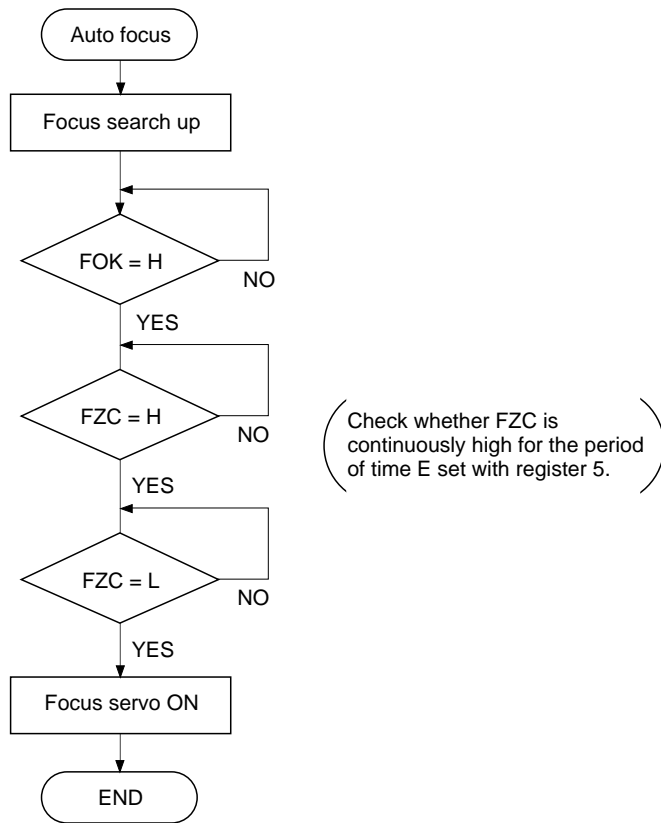 Auto focus
Focus search up
FOK = H
NO
YES
FZC = H
NO
Check whether FZC is
continuously high for the period
of time E set with register 5.
YES
FZC = L
NO
YES
Focus servo ON
END